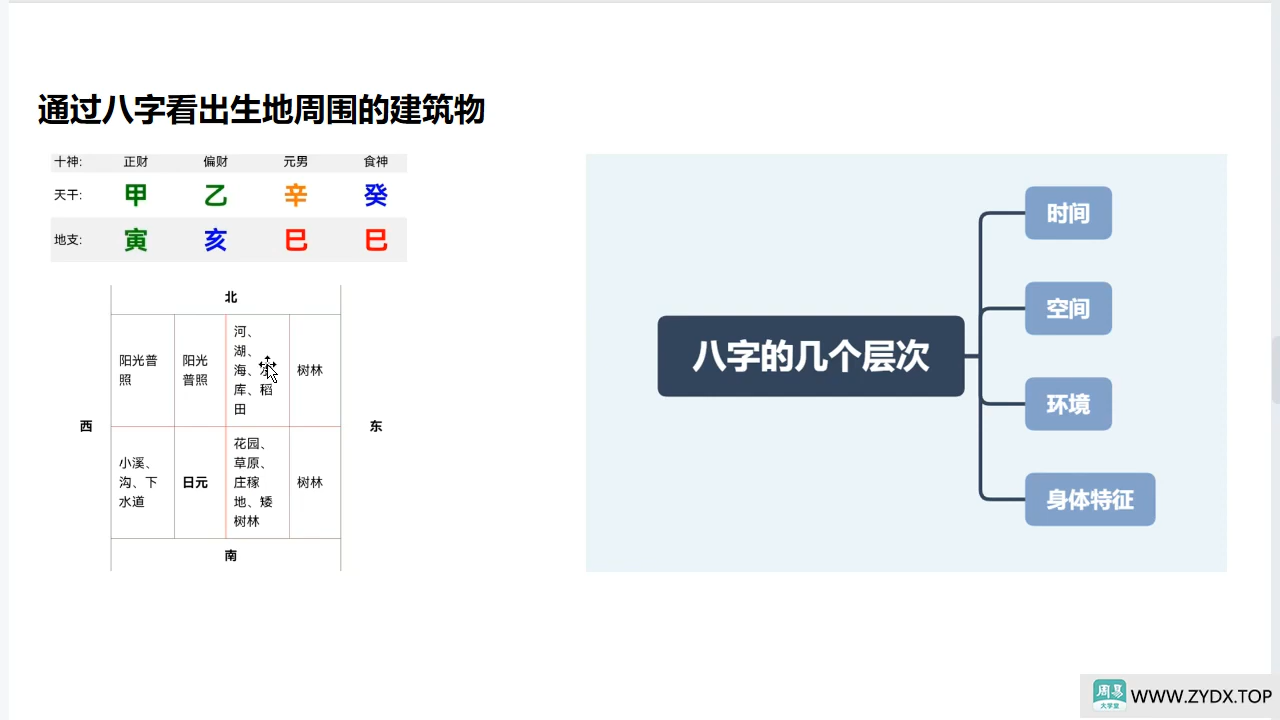 通过八字看出生地周围的建筑物
十神: 正财 偏财 元男 食神
天干: 甲 乙 辛 癸
地支: 寅 亥 巳 巳
北
西
东
阳光普
照
阳光
普照
河、
湖、
海、
库、稻
田
树林
小溪、
沟、下
水道
日元
花园、
草原、
庄稼
地、矮
树林
树林
南
八字的几个层次
时间
空间
环境
身体特征
周易
大学堂
WWW.ZYDX.TOP